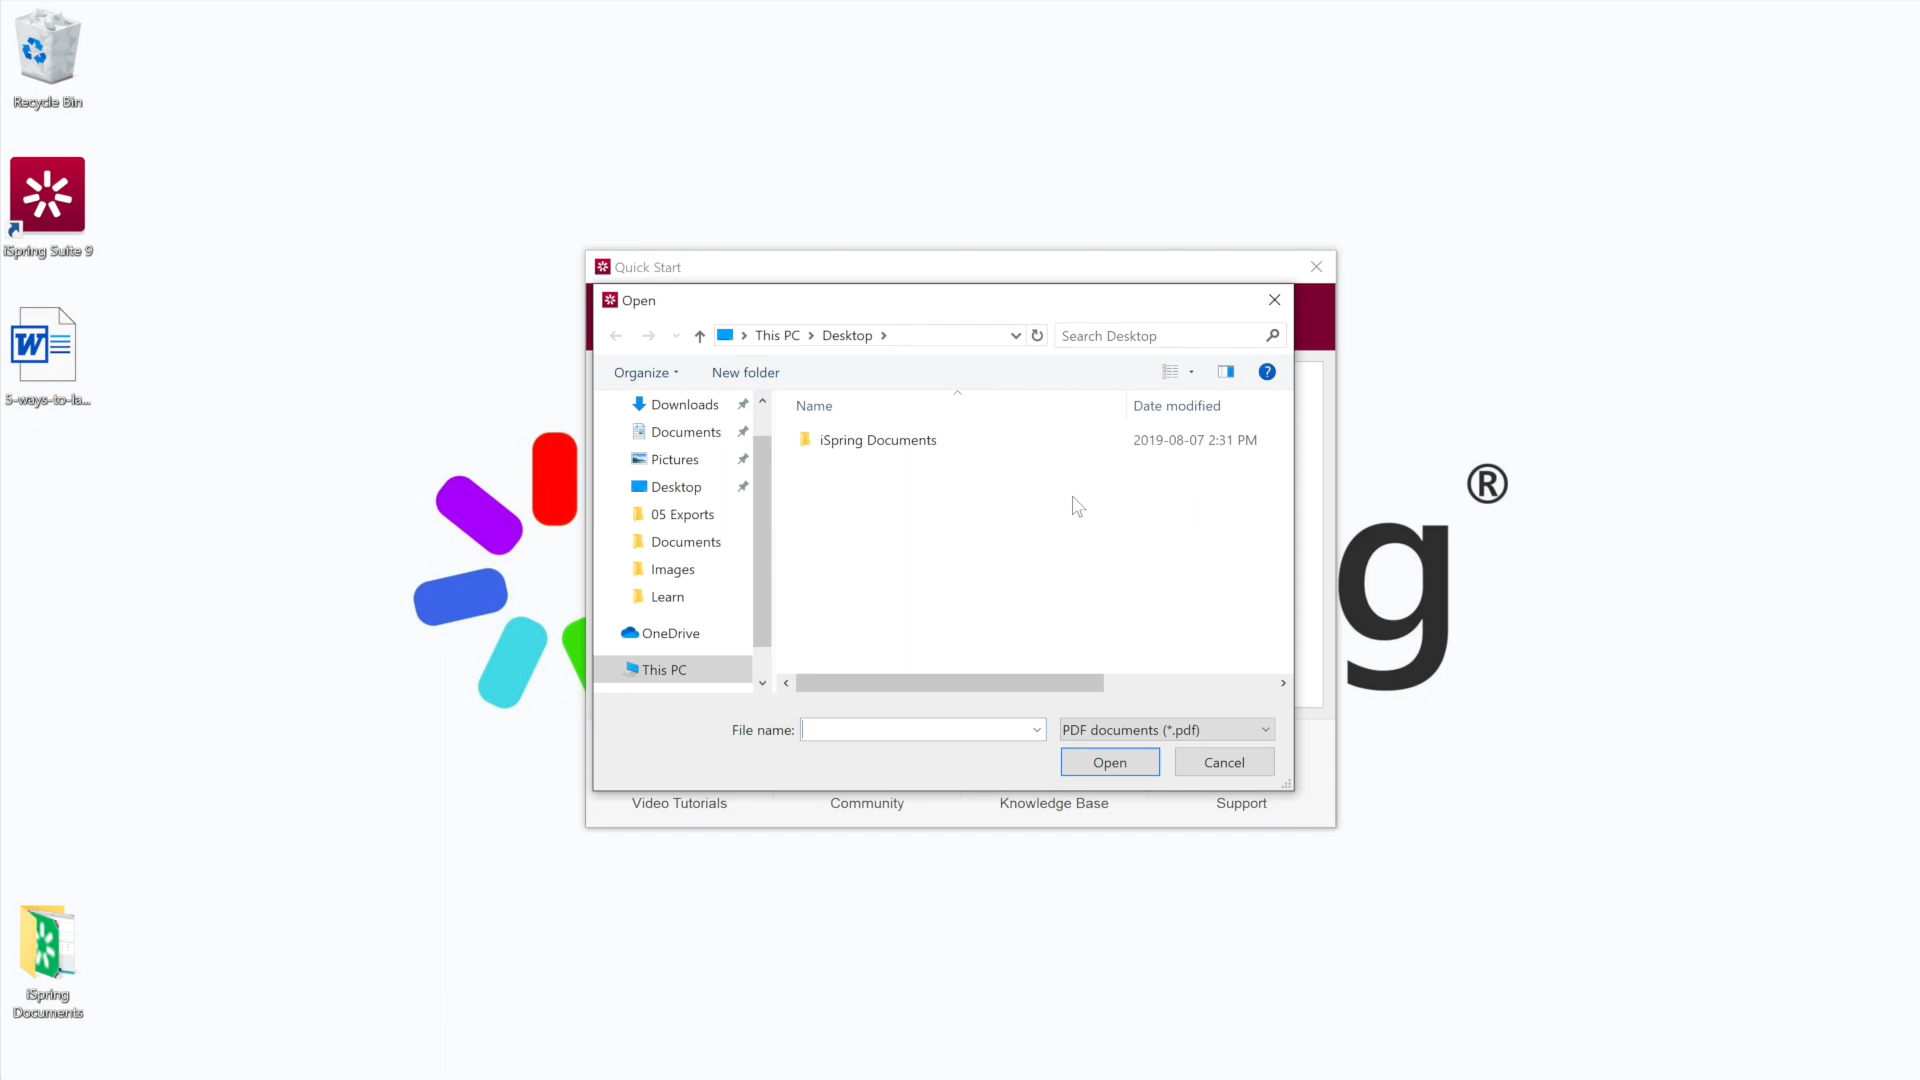 Recycle Bin
iSpring Suite 9
5-ways-to-la...
iSpring
Documents
g®
Quick Start
Open
This PC
Desktop
Search Desktop
Organize
New folder
?
Downloads
Documents
Pictures
Desktop
05 Exports
Documents
Images
Learn
OneDrive
This PC
Name
Date modified
iSpring Documents
2019-08-07 2:31 PM
File name:
PDF documents (*.pdf)
Open
Cancel
Video Tutorials
Community
Knowledge Base
Support